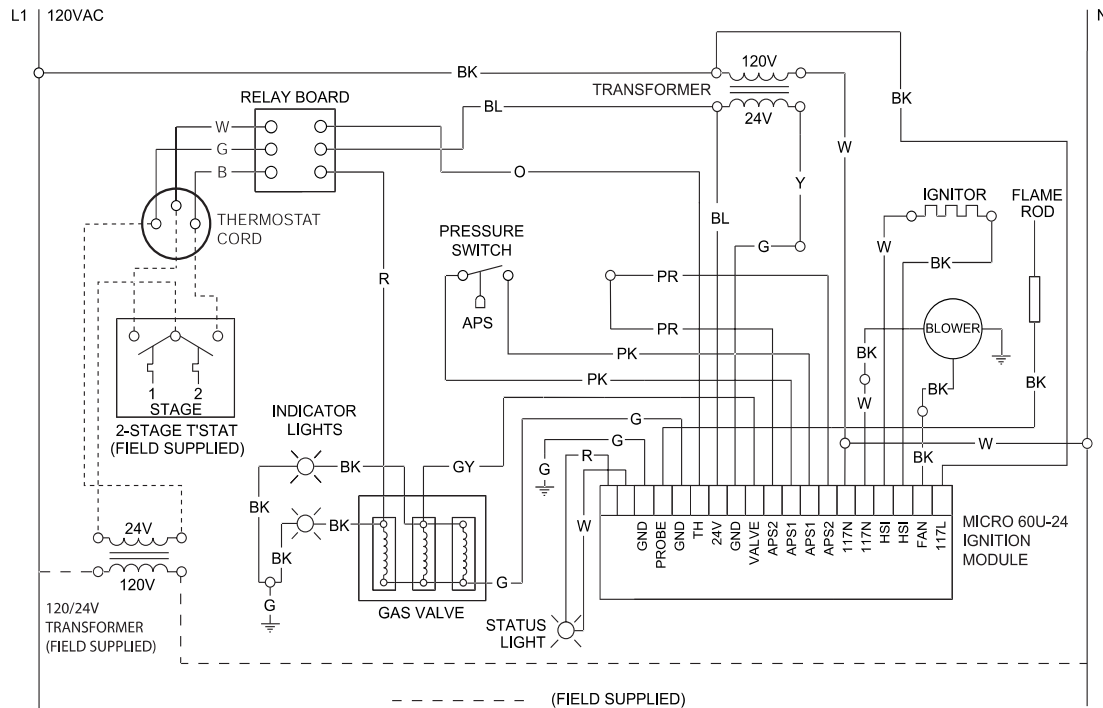 L1
120VAC
N
BK
120V
TRANSFORMER
24V
BK
RELAY BOARD
BL
W
G
B
O
W
Y
THERMOSTAT
CORD
IGNITOR
FLAME
ROD
PRESSURE
SWITCH
BL
G
W
BK
R
APS
PR
PR
BLOWER
PK
BK
PK
BK
BK
W
1
2
STAGE
2-STAGE T'STAT
(FIELD SUPPLIED)
INDICATOR
LIGHTS
G
G
W
BK
GY
R
BK
G
BK
BK
BK
W
24V
120V
GND
PROBE
GND
TH
24V
GND
VALVE
APS2
APS1
APS1
APS2
117N
117N
HSI
HSI
FAN
117L
MICRO 60U-24
IGNITION
MODULE
G
G
GAS VALVE
120/24V
TRANSFORMER
(FIELD SUPPLIED)
STATUS
LIGHT
(FIELD SUPPLIED)